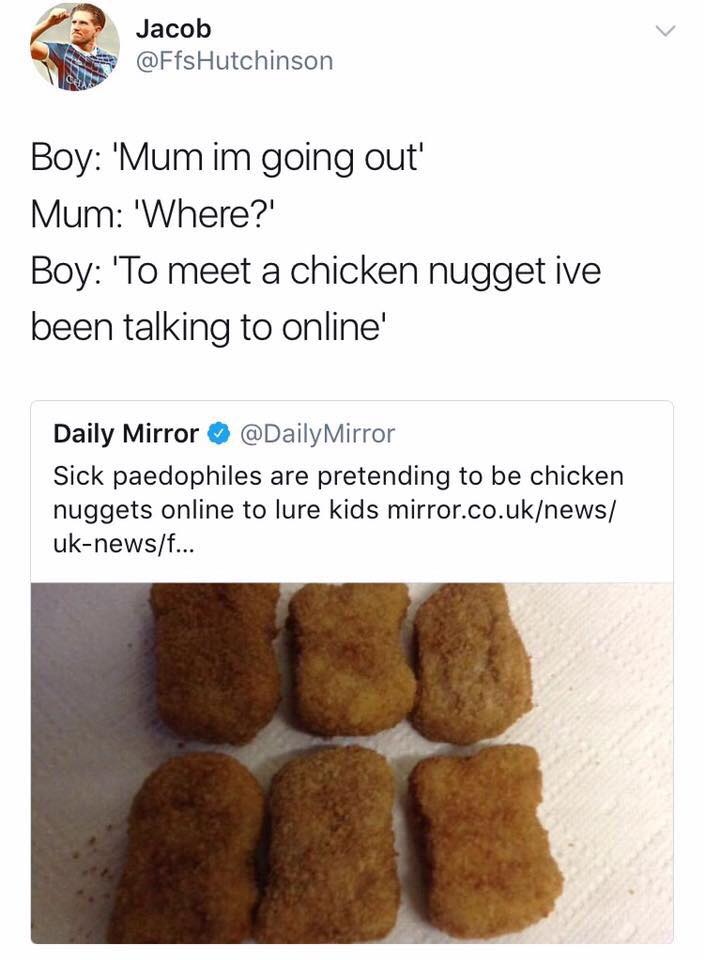 Jacob
@FfsHutchinson
Boy: 'Mum im going out'
Mum: 'Where?'
Boy: 'To meet a chicken nugget ive
been talking to online'
Daily Mirror @DailyMirror
Sick paedophiles are pretending to be chicken
nuggets online to lure kids mirror.co.uk/news/
uk-news/f...